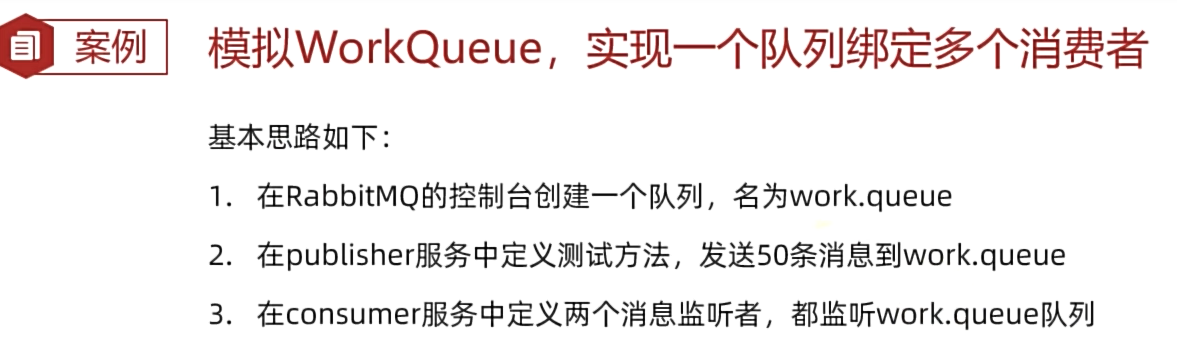 案例
模拟WorkQueue，实现一个队列绑定多个消费者
基本思路如下：
1. 在RabbitMQ的控制台创建一个队列，名为work.queue
2. 在publisher服务中定义测试方法，发送50条消息到work.queue
3. 在consumer服务中定义两个消息监听者，都监听work.queue队列